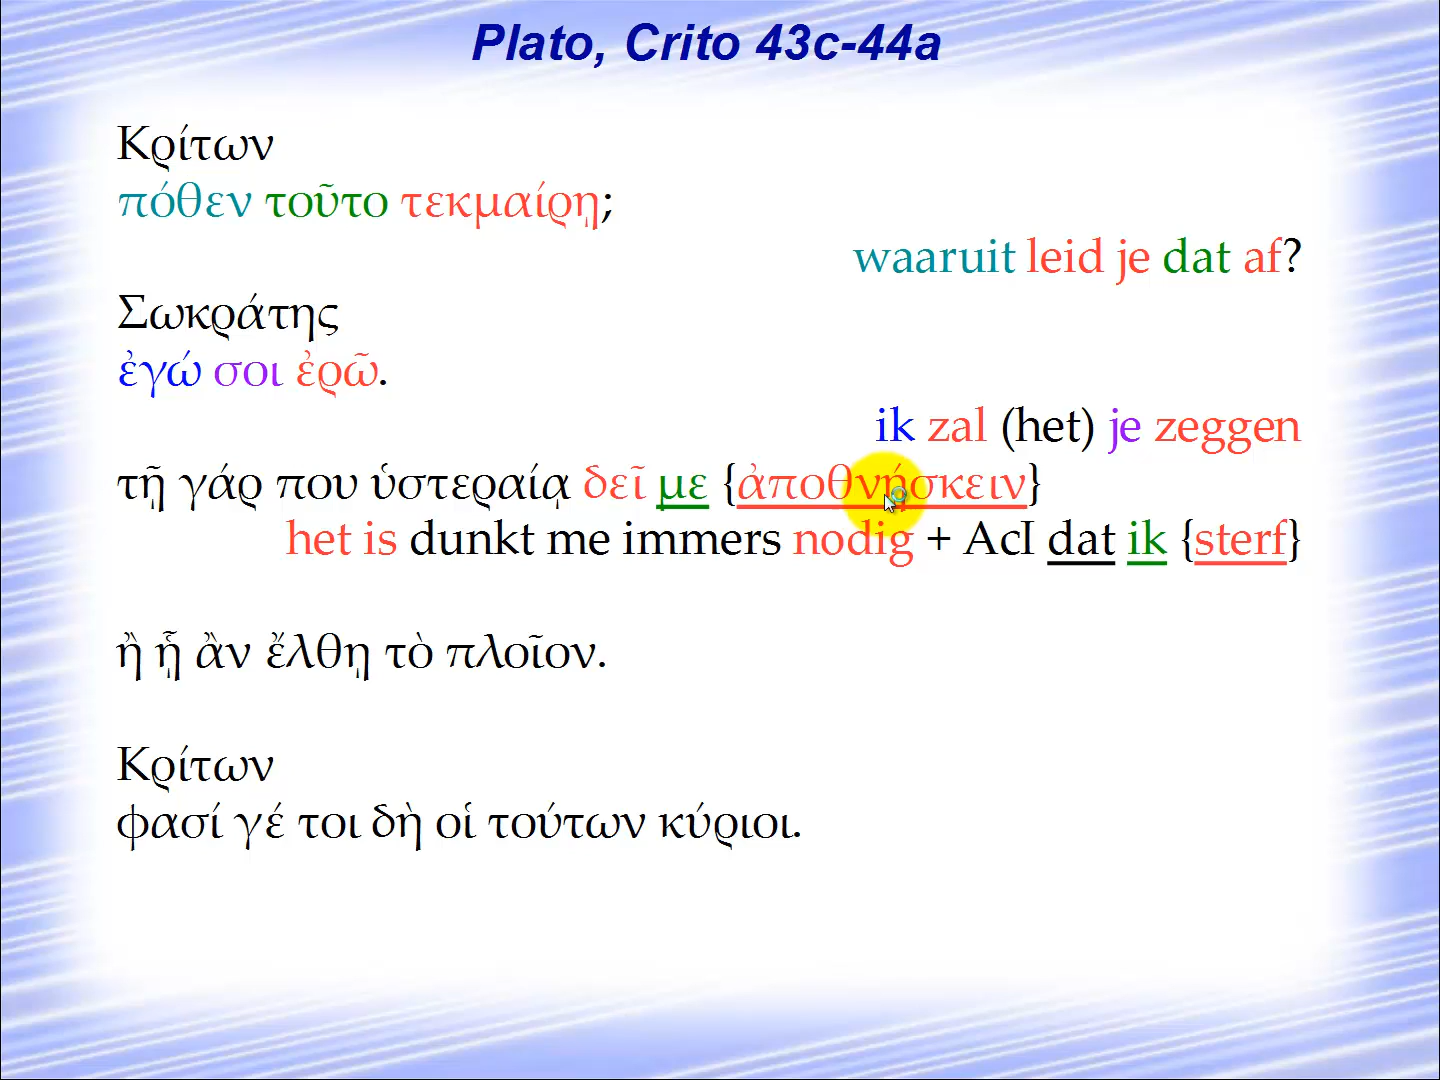 Plato, Crito 43c-44a
Κρίτων
πόθεν τοῦτο τεκμαίρῃ;
waaruit leid je dat af?
Σωκράτης
ἐγώ σοι ἐρῶ.
ik zal (het) je zeggen
τῇ γάρ που ὑστεραίᾳ δεῖ με {ἀποθνῄσκειν}
het is dunkt me immers nodig + AcI dat ik {sterf}
ἢ ᾗ ἂν ἔλθῃ τὸ πλοῖον.
Κρίτων
φασί γέ τοι δὴ οἱ τούτων κύριοι.